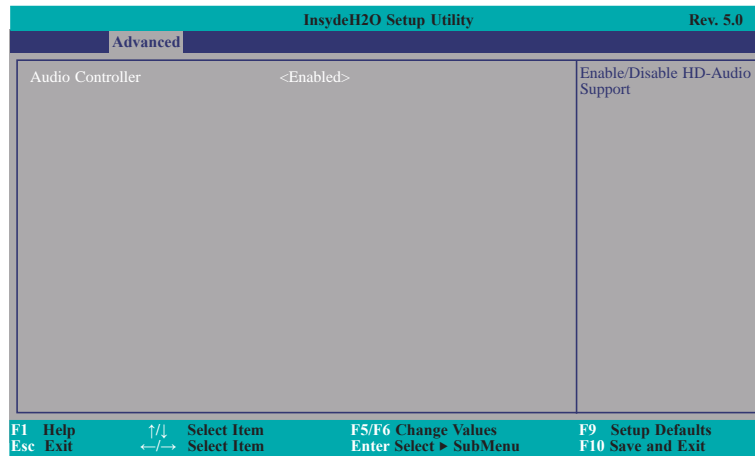 InsydeH2O Setup Utility Rev. 5.0
Advanced
Audio Controller <Enabled>
Enable/Disable HD-Audio
Support
F1 Help ↑/↓ Select Item F5/F6 Change Values F9 Setup Defaults
Esc Exit ←/→ Select Item Enter Select ▶ SubMenu F10 Save and Exit